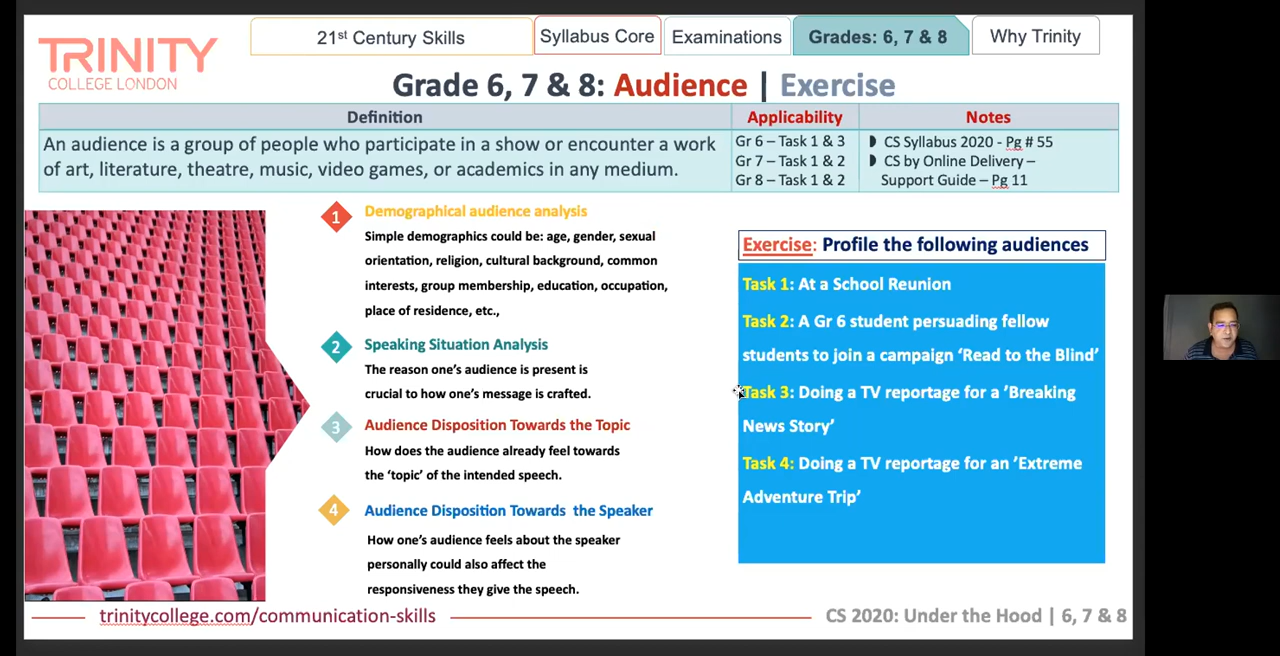 TRINITY
COLLEGE LONDON
21st Century Skills
Syllabus Core
Examinations
Grades: 6, 7 & 8
Why Trinity
Grade 6, 7 & 8: Audience | Exercise
Definition
Applicability
Notes
An audience is a group of people who participate in a show or encounter a work
of art, literature, theatre, music, video games, or academics in any medium.
Gr 6 – Task 1 & 3
Gr 7 – Task 1 & 2
Gr 8 – Task 1 & 2
CS Syllabus 2020 - Pg # 55
CS by Online Delivery –
Support Guide – Pg 11
1
Demographical audience analysis
Simple demographics could be: age, gender, sexual
orientation, religion, cultural background, common
interests, group membership, education, occupation,
place of residence, etc.,
2
Speaking Situation Analysis
The reason one’s audience is present is
crucial to how one’s message is crafted.
3
Audience Disposition Towards the Topic
How does the audience already feel towards
the ‘topic’ of the intended speech.
4
Audience Disposition Towards the Speaker
How one’s audience feels about the speaker
personally could also affect the
responsiveness they give the speech.
Exercise: Profile the following audiences
Task 1: At a School Reunion
Task 2: A Gr 6 student persuading fellow
students to join a campaign ‘Read to the Blind’
Task 3: Doing a TV reportage for a ’Breaking
News Story’
Task 4: Doing a TV reportage for an ’Extreme
Adventure Trip’
trinitycollege.com/communication-skills
CS 2020: Under the Hood | 6, 7 & 8